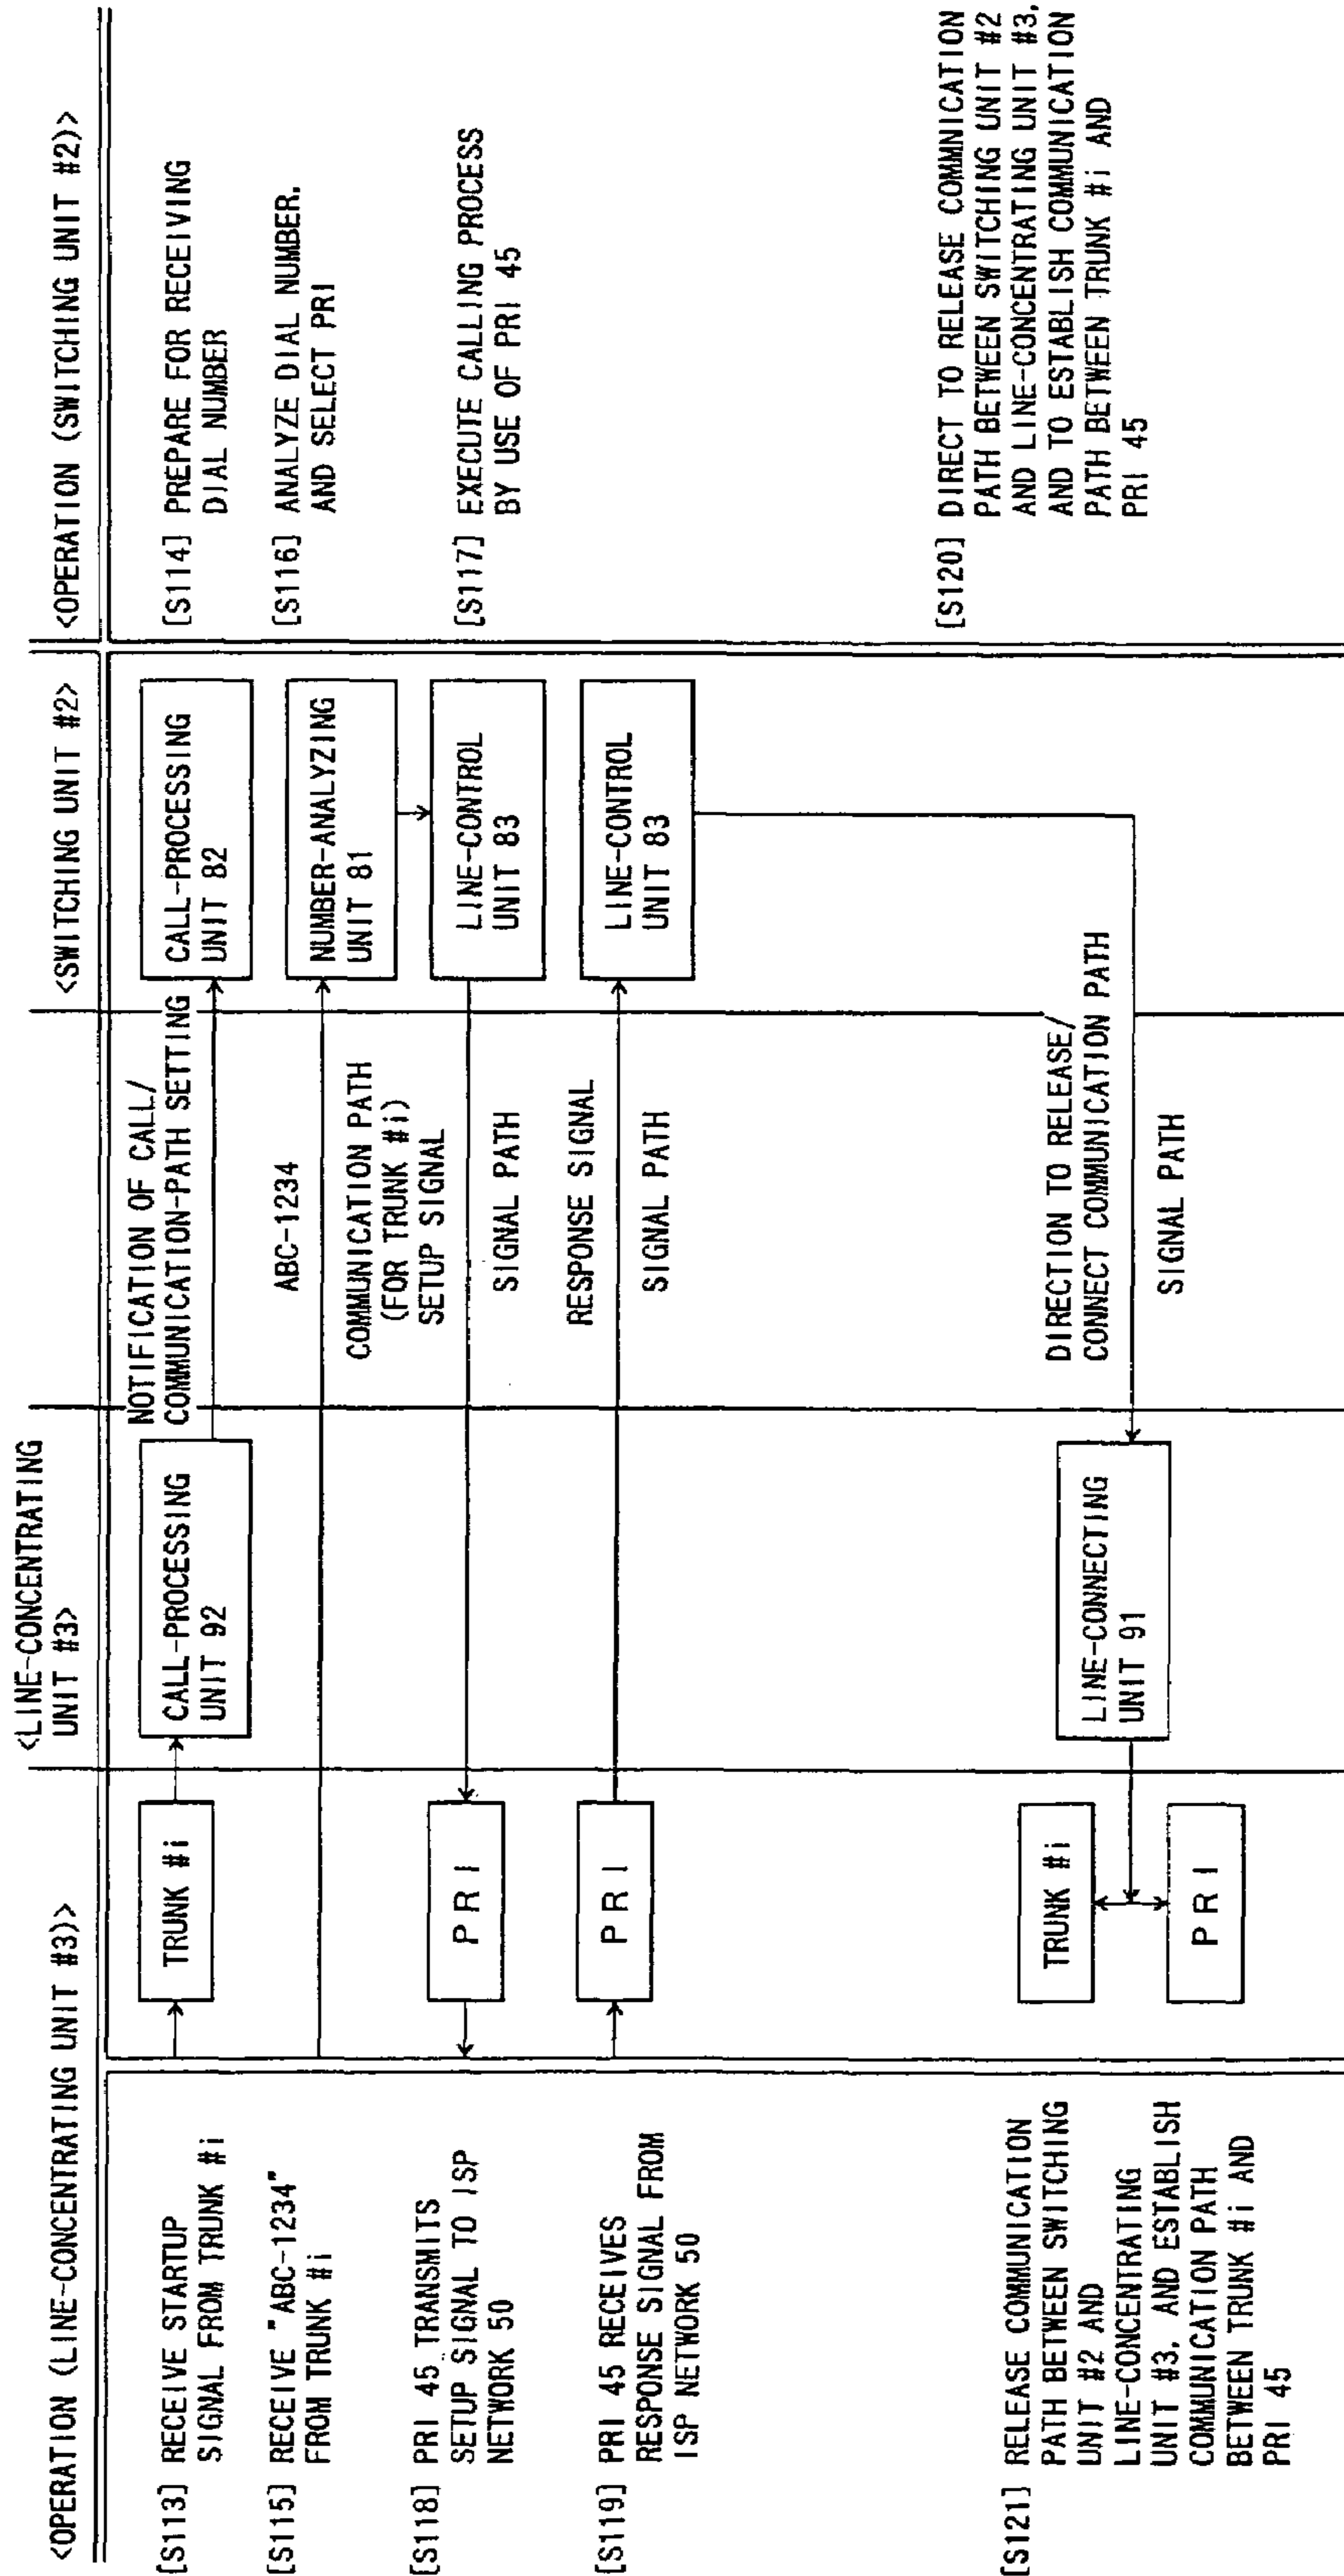 <OPERATION (LINE-CONCENTRATING UNIT #3)>
<LINE-CONCENTRATING
UNIT #3>
<SWITCHING UNIT #2>
<OPERATION (SWITCHING UNIT #2)>
[S113] RECEIVE STARTUP
SIGNAL FROM TRUNK #i
TRUNK #i
CALL-PROCESSING
UNIT 92
NOTIFICATION OF CALL/
COMMUNICATION-PATH SETTING
CALL-PROCESSING
UNIT 82
[S114] PREPARE FOR RECEIVING
DIAL NUMBER
[S115] RECEIVE "ABC-1234"
FROM TRUNK #i
ABC-1234
COMMUNICATION PATH
(FOR TRUNK #i)
NUMBER-ANALYZING
UNIT 81
[S116] ANALYZE DIAL NUMBER.
AND SELECT PRI
[S118] PRI 45 TRANSMITS
SETUP SIGNAL TO ISP
NETWORK 50
PRI
SETUP SIGNAL
SIGNAL PATH
LINE-CONTROL
UNIT 83
[S117] EXECUTE CALLING PROCESS
BY USE OF PRI 45
[S119] PRI 45 RECEIVES
RESPONSE SIGNAL FROM
ISP NETWORK 50
PRI
RESPONSE SIGNAL
SIGNAL PATH
LINE-CONTROL
UNIT 83
[S121] RELEASE COMMUNICATION
PATH BETWEEN SWITCHING
UNIT #2 AND
LINE-CONCENTRATING
UNIT #3, AND ESTABLISH
COMMUNICATION PATH
BETWEEN TRUNK #i AND
PRI 45
TRUNK #i
PRI
LINE-CONNECTING
UNIT 91
DIRECTION TO RELEASE/
CONNECT COMMUNICATION PATH
SIGNAL PATH
[S120] DIRECT TO RELEASE COMMNICATION
PATH BETWEEN SWITCHING UNIT #2
AND LINE-CONCENTRATING UNIT #3,
AND TO ESTABLISH COMMUNICATION
PATH BETWEEN TRUNK #i AND
PRI 45